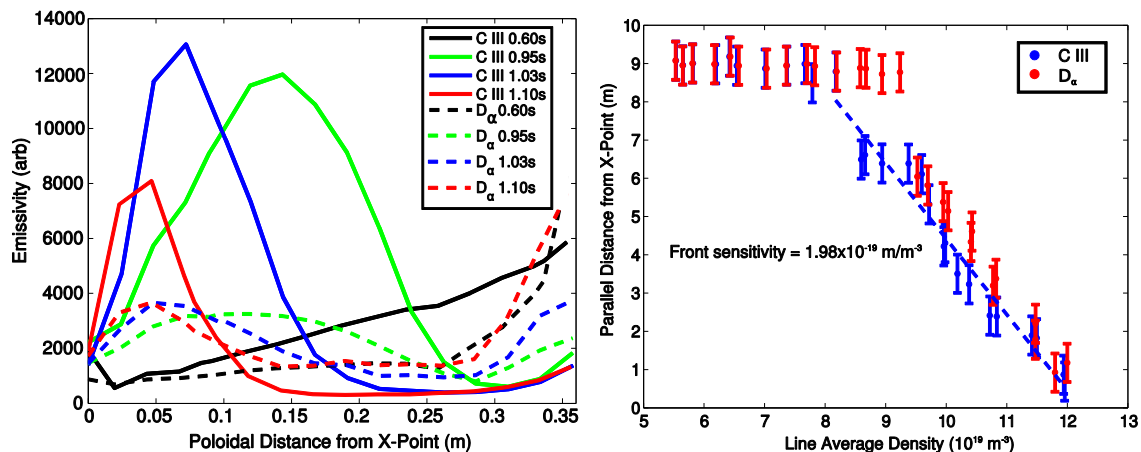 14000
12000
10000
8000
6000
4000
2000
0
Emissivity (arb)
0 0.05 0.1 0.15 0.2 0.25 0.3 0.35
Poloidal Distance from X-Point (m)
C III 0.60s
C III 0.95s
C III 1.03s
C III 1.10s
Dα 0.60s
Dα 0.95s
Dα 1.03s
Dα 1.10s
10
9
8
7
6
5
4
3
2
1
0
Parallel Distance from X-Point (m)
C III
Dα
Front sensitivity = 1.98x10⁻¹⁹ m/m⁻³
5 6 7 8 9 10 11 12 13
Line Average Density (10¹⁹ m⁻³)